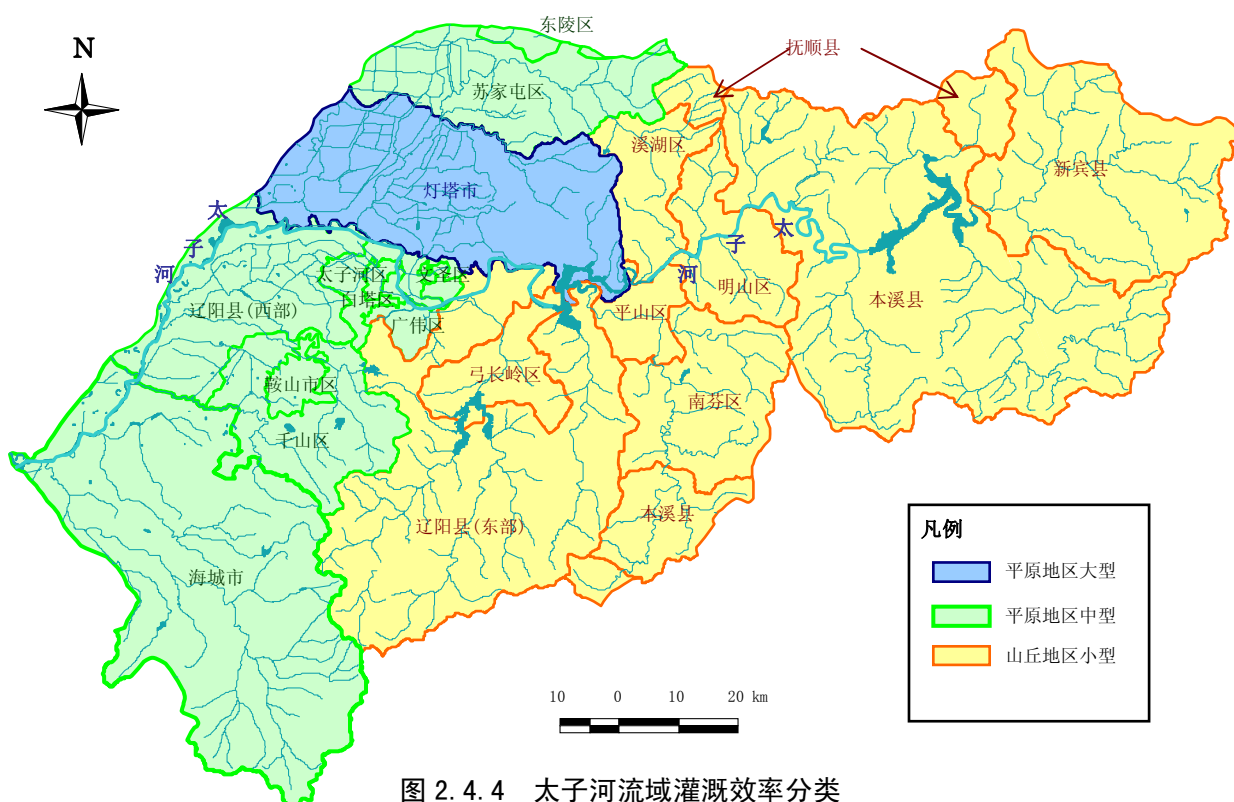 东陵区
N
抚顺县
苏家屯区
溪湖区
新宾县
灯塔市
太
子
河
太
子
河
太子河区
文圣区
白塔区
明山区
本溪县
辽阳县(西部)
广伟区
平山区
鞍山市区
弓长岭区
南芬区
千山区
辽阳县(东部)
本溪县
海城市
凡例
平原地区大型
平原地区中型
山丘地区小型
10 0 10 20 km
图 2.4.4 太子河流域灌溉效率分类